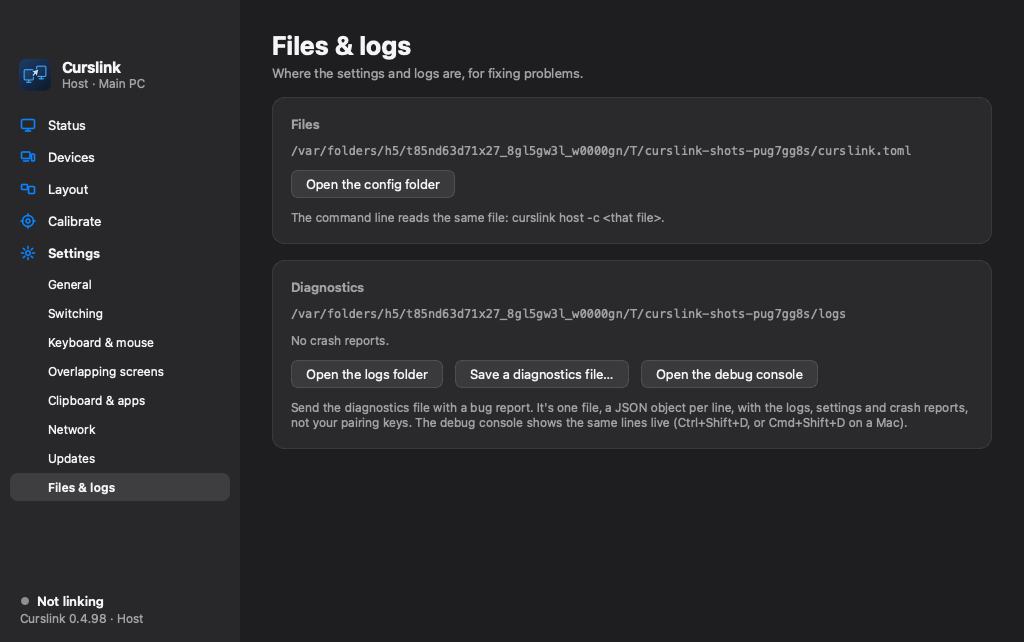 Curslink
Host · Main PC
Status
Devices
Layout
Calibrate
Settings
General
Switching
Keyboard & mouse
Overlapping screens
Clipboard & apps
Network
Updates
Files & logs
Not linking
Curslink 0.4.98 · Host
Files & logs
Where the settings and logs are, for fixing problems.
Files
/var/folders/h5/t85nd63d71x27_8gl5gw3l_w0000gn/T/curslink-shots-pug7gg8s/curslink.toml
Open the config folder
The command line reads the same file: curslink host -c <that file>.
Diagnostics
/var/folders/h5/t85nd63d71x27_8gl5gw3l_w0000gn/T/curslink-shots-pug7gg8s/logs
No crash reports.
Open the logs folder
Save a diagnostics file...
Open the debug console
Send the diagnostics file with a bug report. It's one file, a JSON object per line, with the logs, settings and crash reports,
not your pairing keys. The debug console shows the same lines live (Ctrl+Shift+D, or Cmd+Shift+D on a Mac).